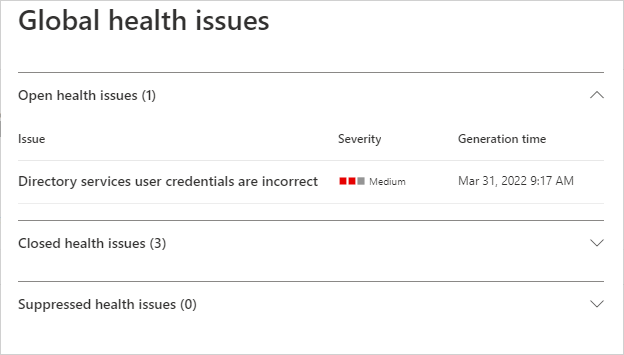 Global health issues
Open health issues (1)
Issue Severity Generation time
Directory services user credentials are incorrect Medium Mar 31, 2022 9:17 AM
Closed health issues (3)
Suppressed health issues (0)